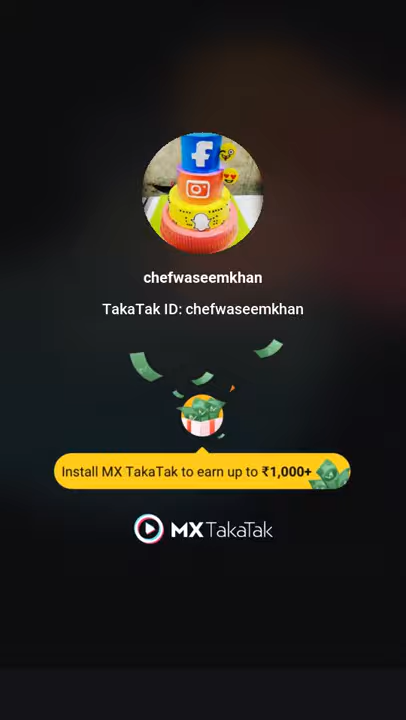 chefwaseemkhan
TakaTak ID: chefwaseemkhan
Install MX TakaTak to earn up to ₹1,000+
MX TakaTak